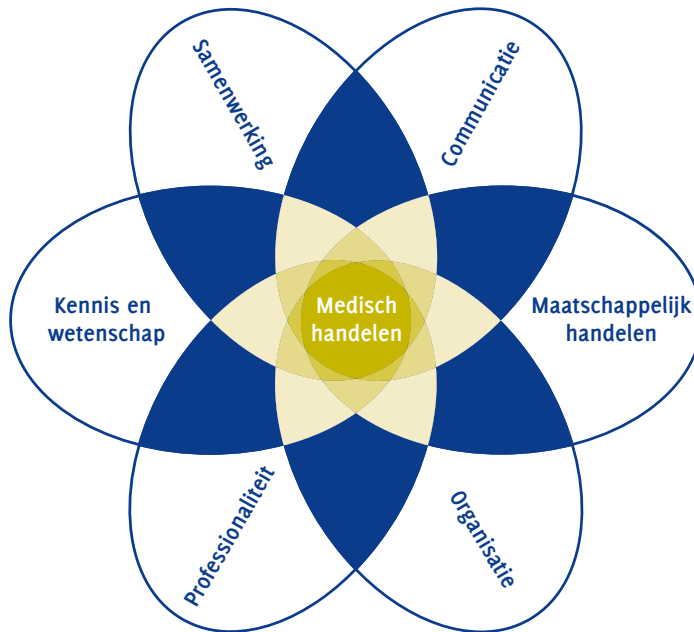 Samenwerking
Communicatie
Kennis en
wetenschap
Medisch
handelen
Maatschappelijk
handelen
Professionaliteit
Organisatie